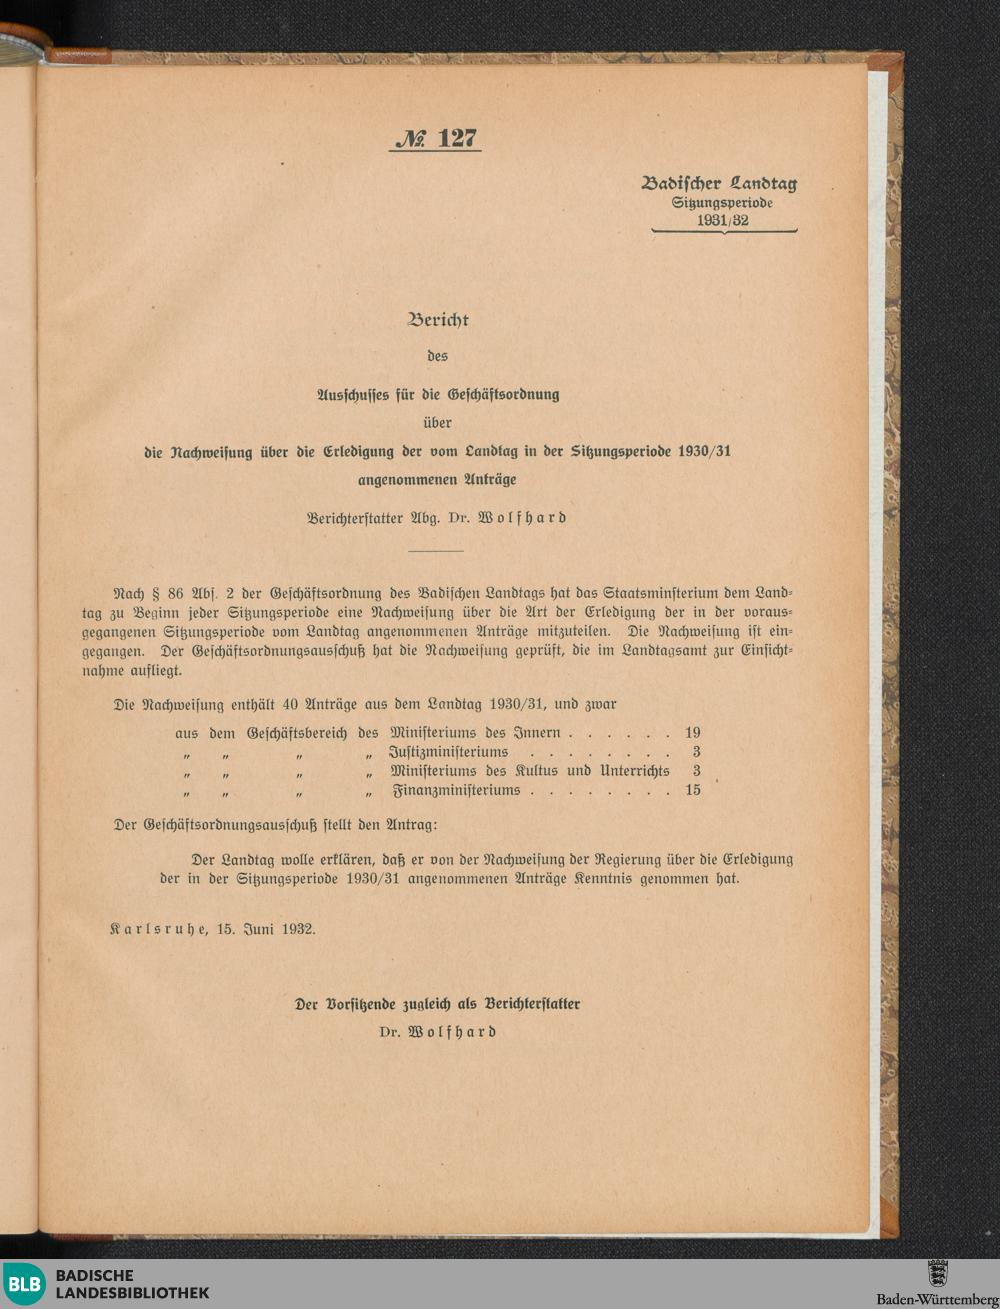 № 127
Badischer Landtag
Sitzungsperiode
1931/32
Bericht
des
Ausschusses für die Geschäftsordnung
über
die Nachweisung über die Erledigung der vom Landtag in der Sitzungsperiode 1930/31
angenommenen Anträge
Berichterstatter Abg. Dr. Wolfhard
Nach § 86 Abs. 2 der Geschäftsordnung des Badischen Landtags hat das Staatsministerium dem Land-
tag zu Beginn jeder Sitzungsperiode eine Nachweisung über die Art der Erledigung der in der voraus-
gegangenen Sitzungsperiode vom Landtag angenommenen Anträge mitzuteilen. Die Nachweisung ist ein-
gegangen. Der Geschäftsordnungsausschuß hat die Nachweisung geprüft, die im Landtagsamt zur Einsicht-
nahme aufliegt.
Die Nachweisung enthält 40 Anträge aus dem Landtag 1930/31, und zwar
aus dem Geschäftsbereich des Ministeriums des Innern . . . . . . 19
„ „ „ „ Justizministeriums . . . . . . . . 3
„ „ „ „ Ministeriums des Kultus und Unterrichts 3
„ „ „ „ Finanzministeriums . . . . . . . . 15
Der Geschäftsordnungsausschuß stellt den Antrag:
Der Landtag wolle erklären, daß er von der Nachweisung der Regierung über die Erledigung
der in der Sitzungsperiode 1930/31 angenommenen Anträge Kenntnis genommen hat.
Karlsruhe, 15. Juni 1932.
Der Vorsitzende zugleich als Berichterstatter
Dr. Wolfhard
BLB BADISCHE
LANDESBIBLIOTHEK
Baden-Württemberg